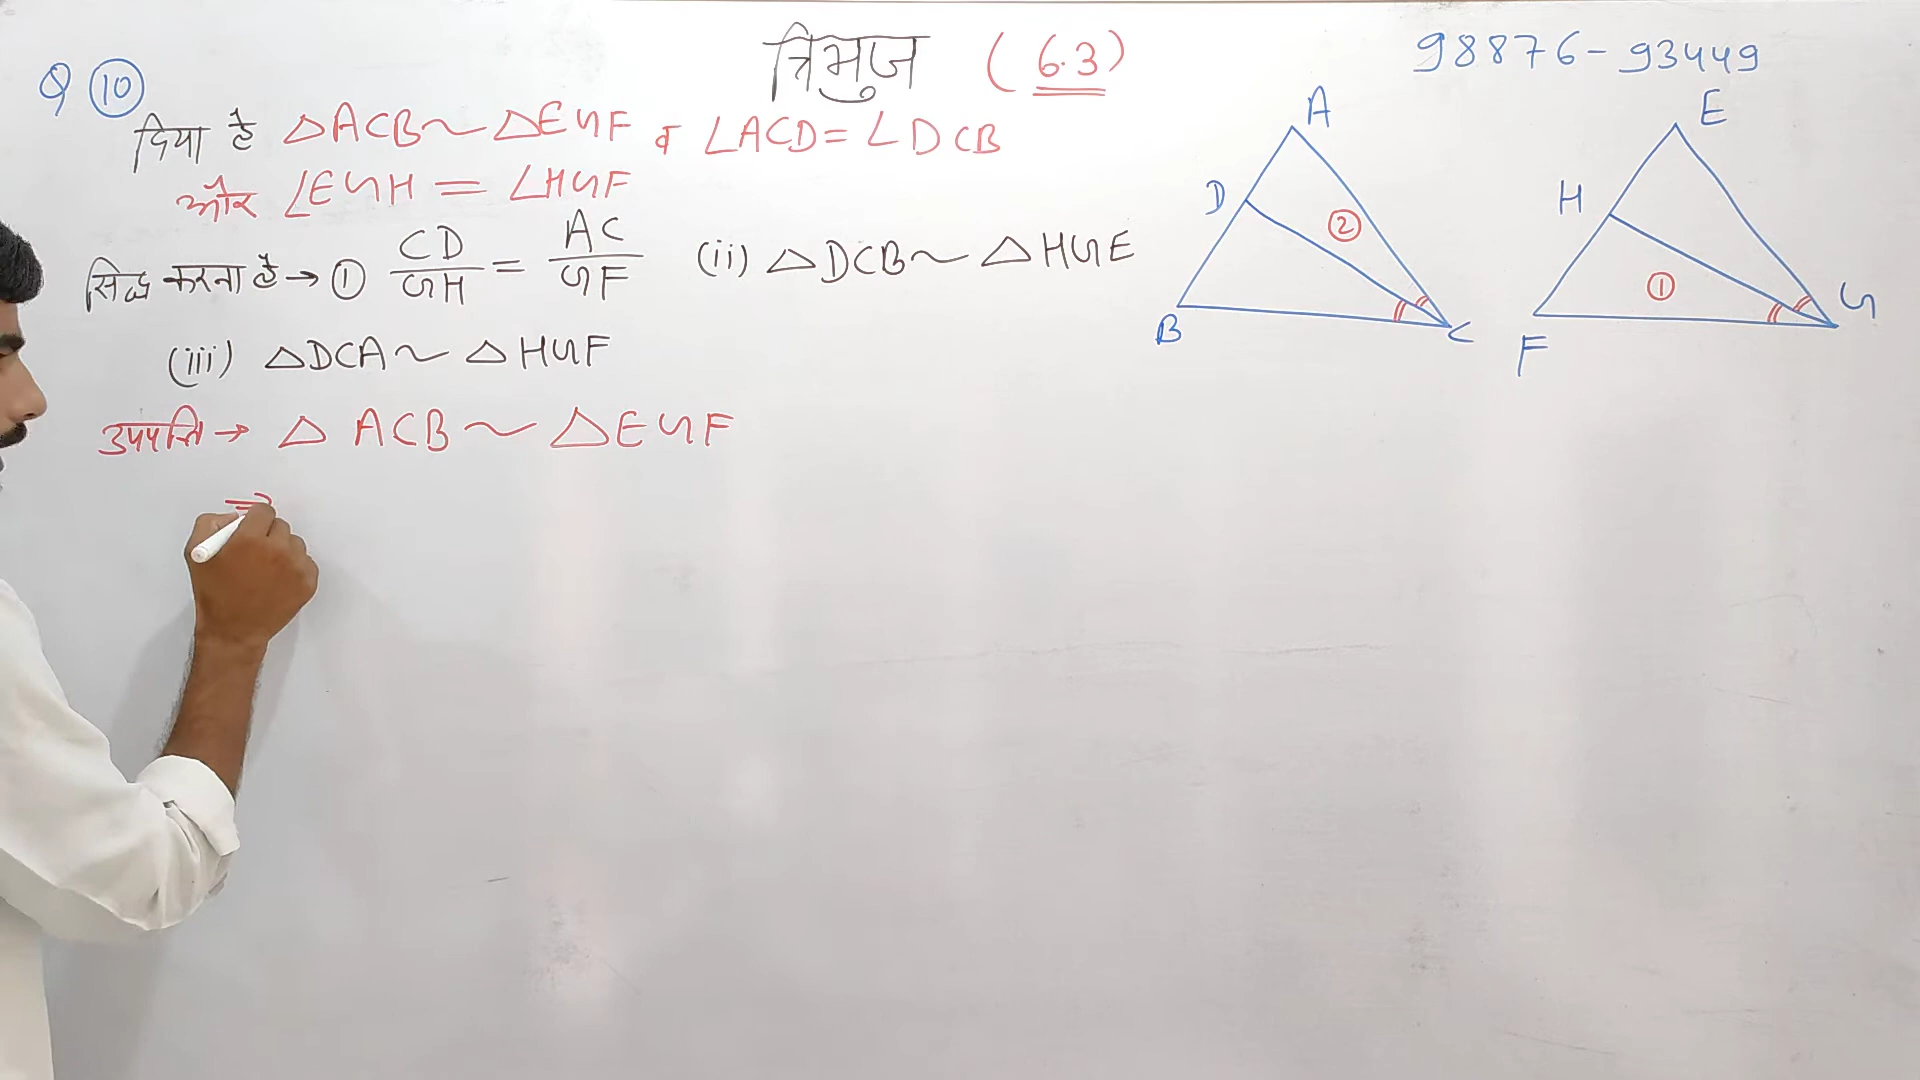 त्रिभुज (6.3)
98876-93449
Q 10
दिया है △ACB ~ △EGF व ∠ACD = ∠DCB
और ∠EGH = ∠HGF
सिद्ध करना है → ① CD/GH = AC/GF (ii) △DCB ~ △HGE
(iii) △DCA ~ △HGF
उपपत्ति → △ACB ~ △EGF
⇒
A
D
②
B
C
E
H
①
F
G